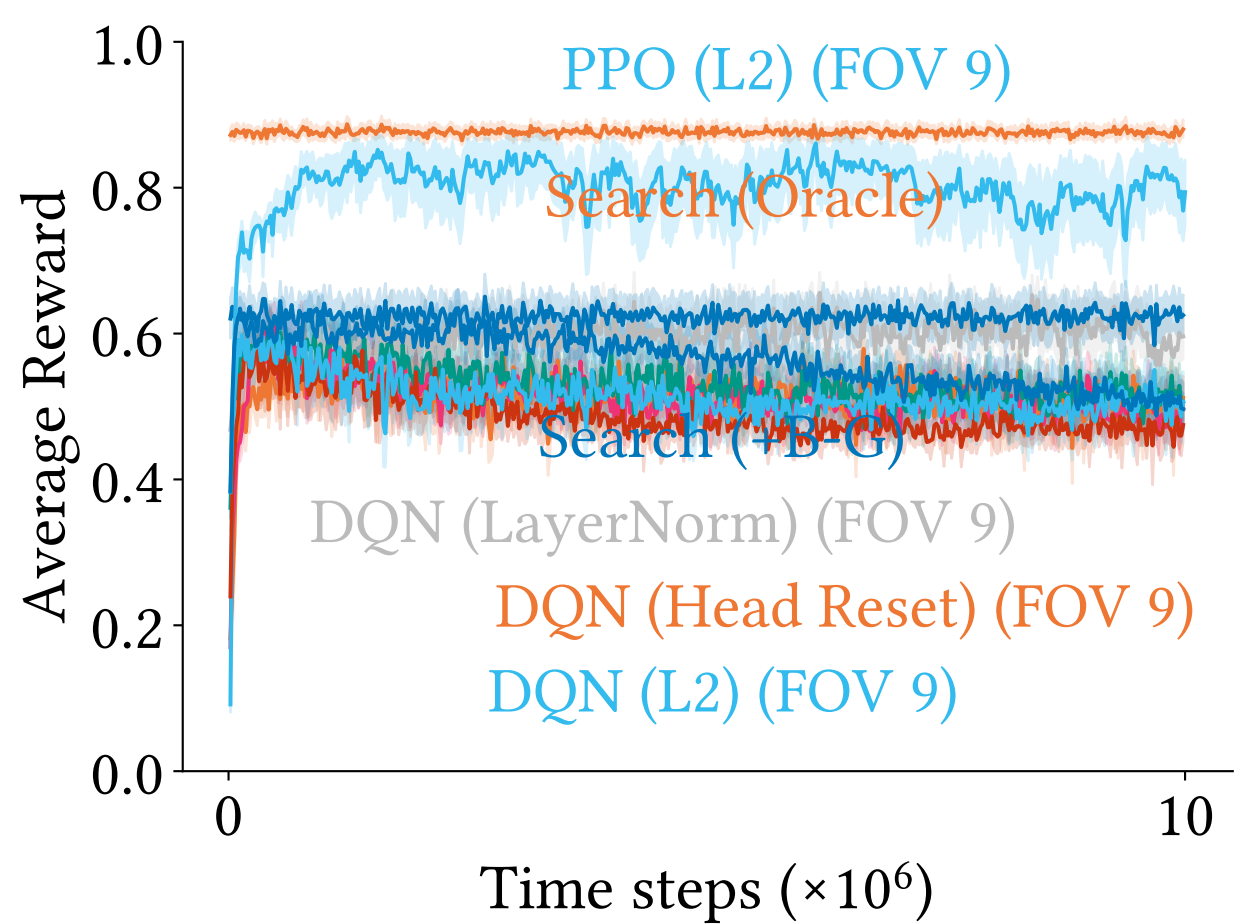 1.0
PPO (L2) (FOV 9)
0.8
Search (Oracle)
0.6
Average Reward
Search (+B-G)
0.4
DQN (LayerNorm) (FOV 9)
DQN (Head Reset) (FOV 9)
0.2
DQN (L2) (FOV 9)
0.0
0
10
Time steps (×10⁶)